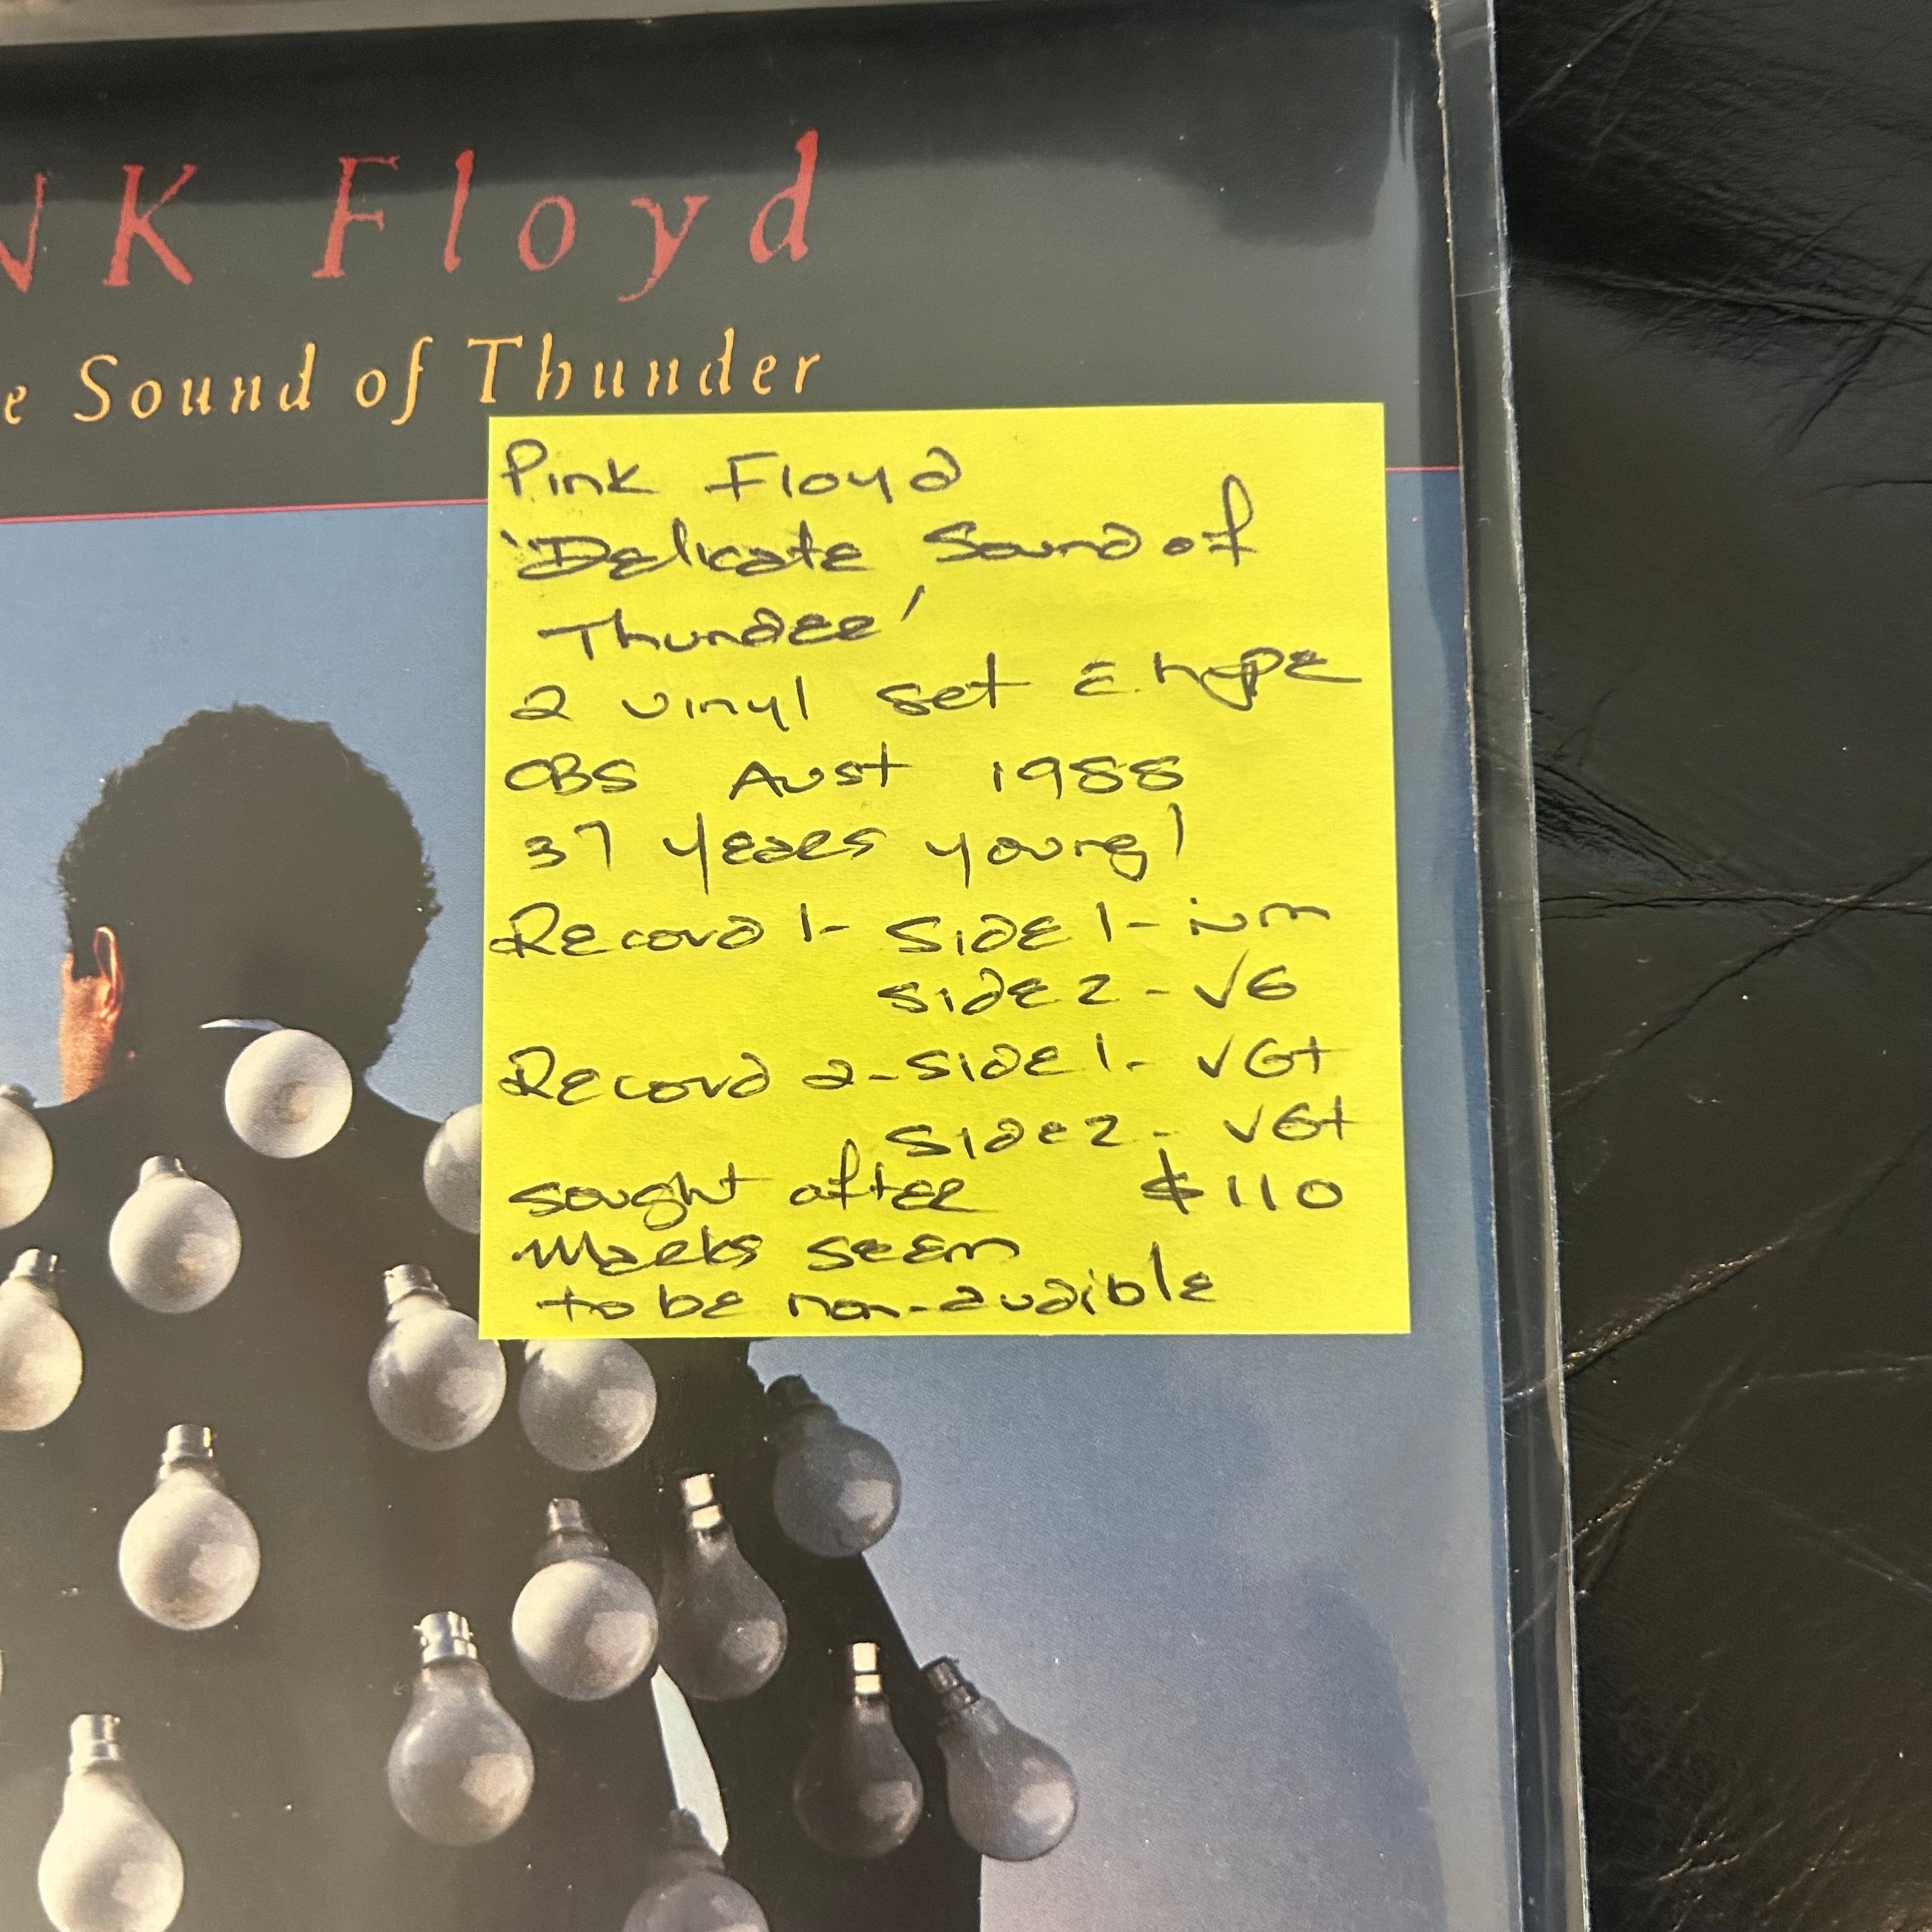 NK Floyd
e Sound of Thunder
Pink Floyd
'Delicate Sound of
Thunder'
2 vinyl set c hype
CBS Aust 1988
37 years young!
Record 1- Side 1- nm
Side 2 - VG
Record 2 - Side 1- VG+
Side 2 - VG+
sought after $110
Marks seem
to be non-audible